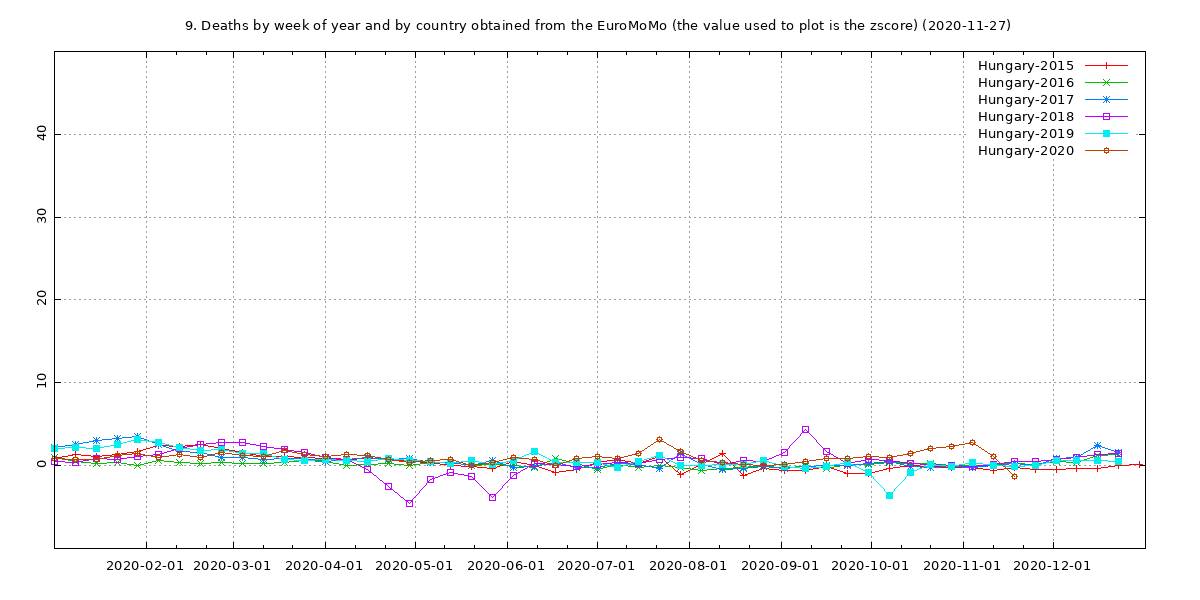 9. Deaths by week of year and by country obtained from the EuroMoMo (the value used to plot is the zscore) (2020-11-27)
Hungary-2015
Hungary-2016
Hungary-2017
Hungary-2018
Hungary-2019
Hungary-2020
40
30
20
10
0
2020-02-01 2020-03-01 2020-04-01 2020-05-01 2020-06-01 2020-07-01 2020-08-01 2020-09-01 2020-10-01 2020-11-01 2020-12-01